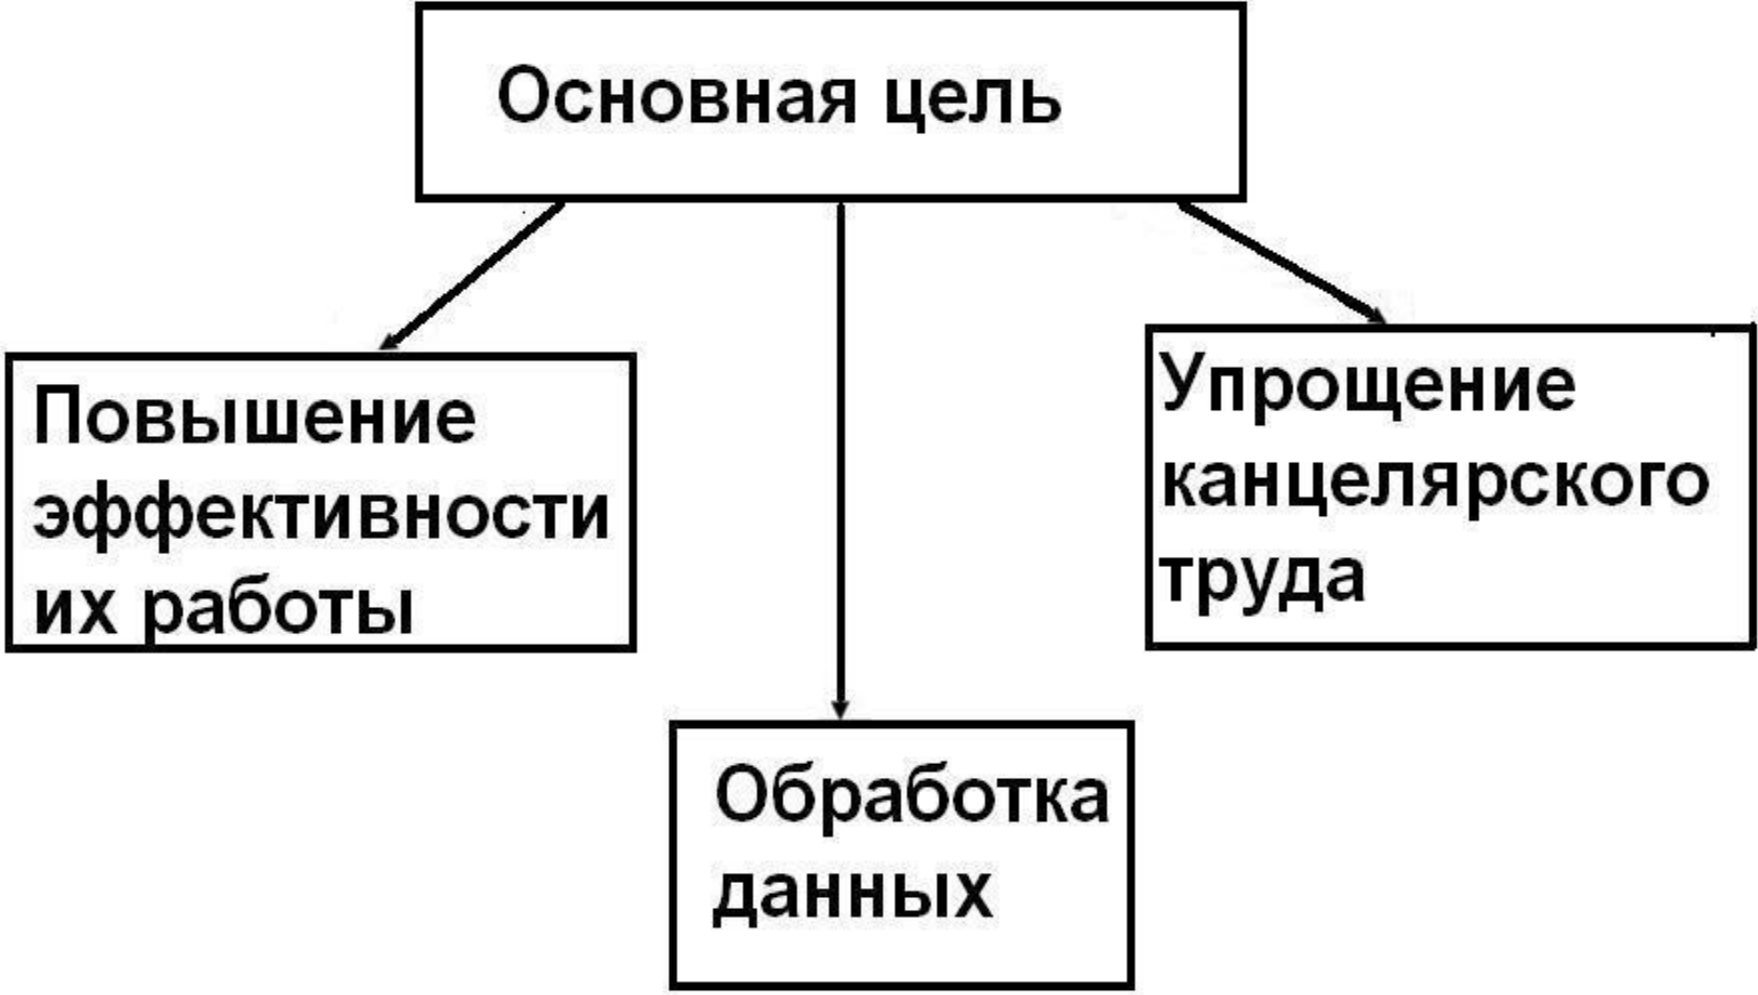 Основная цель
Повышение
эффективности
их работы
Упрощение
канцелярского
труда
Обработка
данных